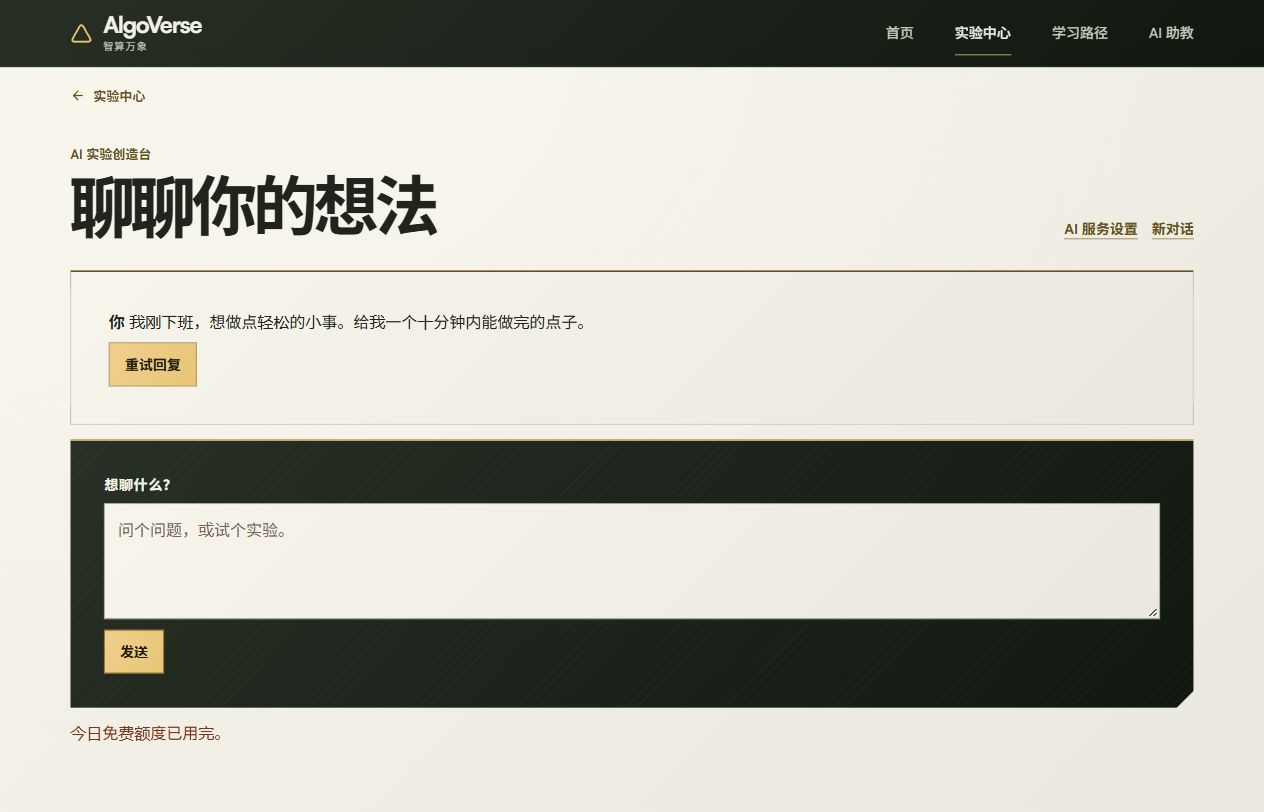 AlgoVerse
智算万象
首页 实验中心 学习路径 AI 助教
← 实验中心
AI 实验创造台
聊聊你的想法
AI 服务设置 新对话
你 我刚下班，想做点轻松的小事。给我一个十分钟内能做完的点子。
重试回复
想聊什么？
问个问题，或试个实验。
发送
今日免费额度已用完。